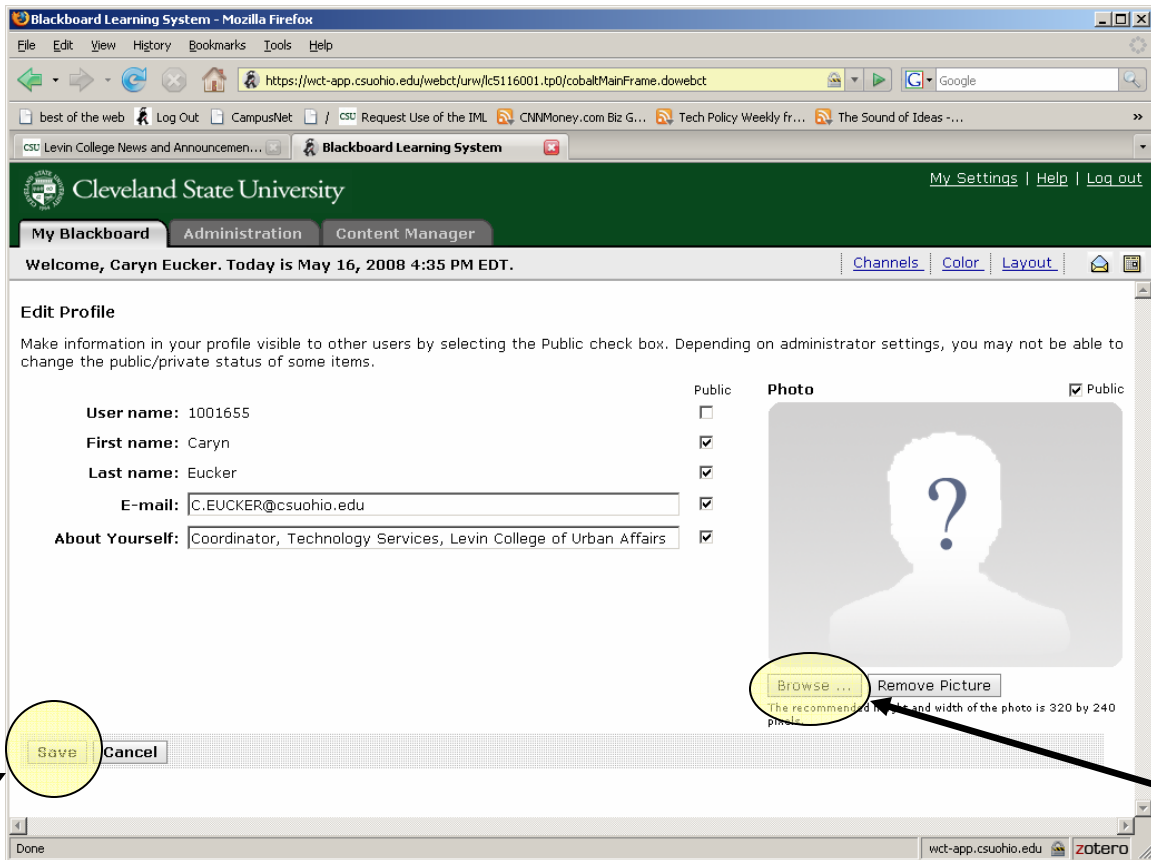 Blackboard Learning System - Mozilla Firefox
File Edit View History Bookmarks Tools Help
https://wct-app.csuohio.edu/webct/urw/lc5116001.tp0/cobaltMainFrame.dowebct G Google
best of the web Log Out CampusNet / CSU Request Use of the IML CNNMoney.com Biz G... Tech Policy Weekly fr... The Sound of Ideas -... »
CSU Levin College News and Announcemen... Blackboard Learning System
Cleveland State University My Settings | Help | Log out
My Blackboard Administration Content Manager
Welcome, Caryn Eucker. Today is May 16, 2008 4:35 PM EDT. Channels Color Layout
Edit Profile
Make information in your profile visible to other users by selecting the Public check box. Depending on administrator settings, you may not be able to
change the public/private status of some items.
Public Photo Public
User name: 1001655
First name: Caryn
Last name: Eucker
E-mail: C.EUCKER@csuohio.edu
About Yourself: Coordinator, Technology Services, Levin College of Urban Affairs
?
Browse ... Remove Picture
The recommended height and width of the photo is 320 by 240
pixels.
Save Cancel
Done wct-app.csuohio.edu zotero